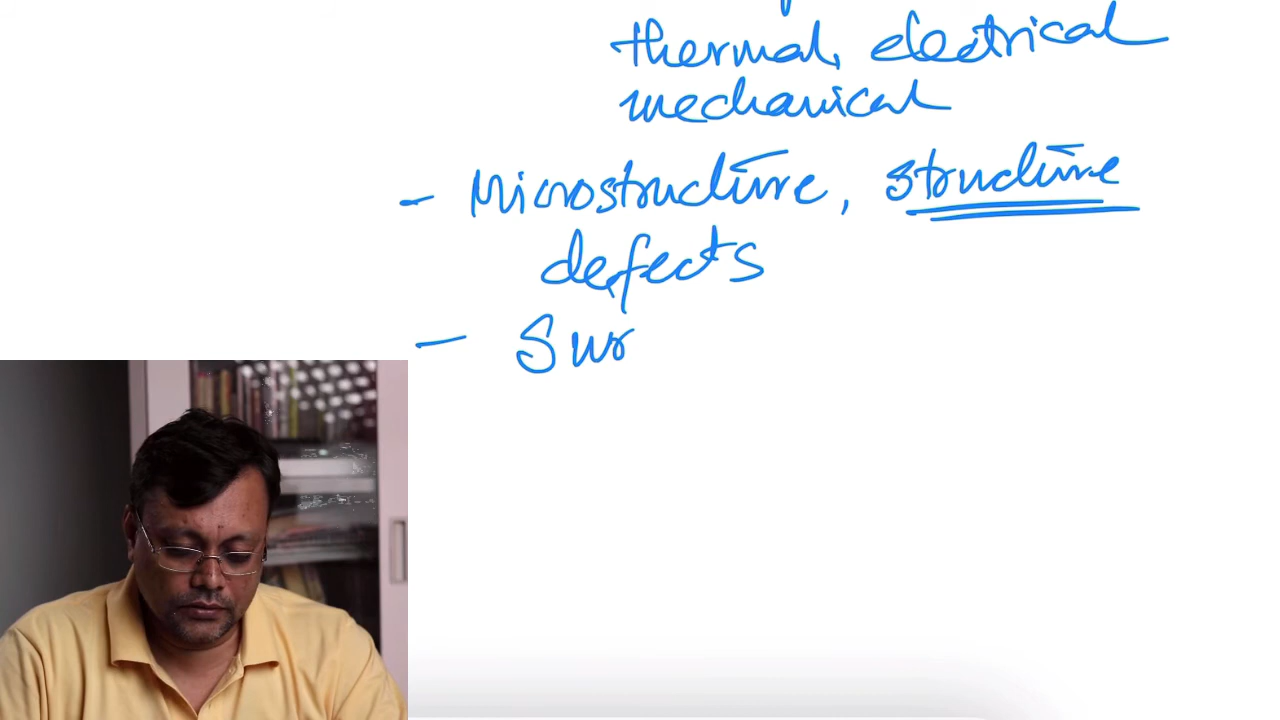 thermal, electrical
mechanical
- Microstructure, structure
defects
- Sur